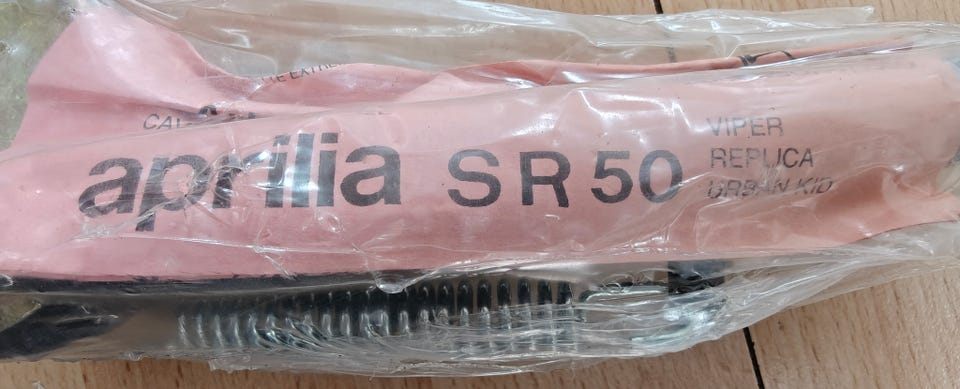 aprilia SR 50
VIPER
REPLICA
URBAN KID